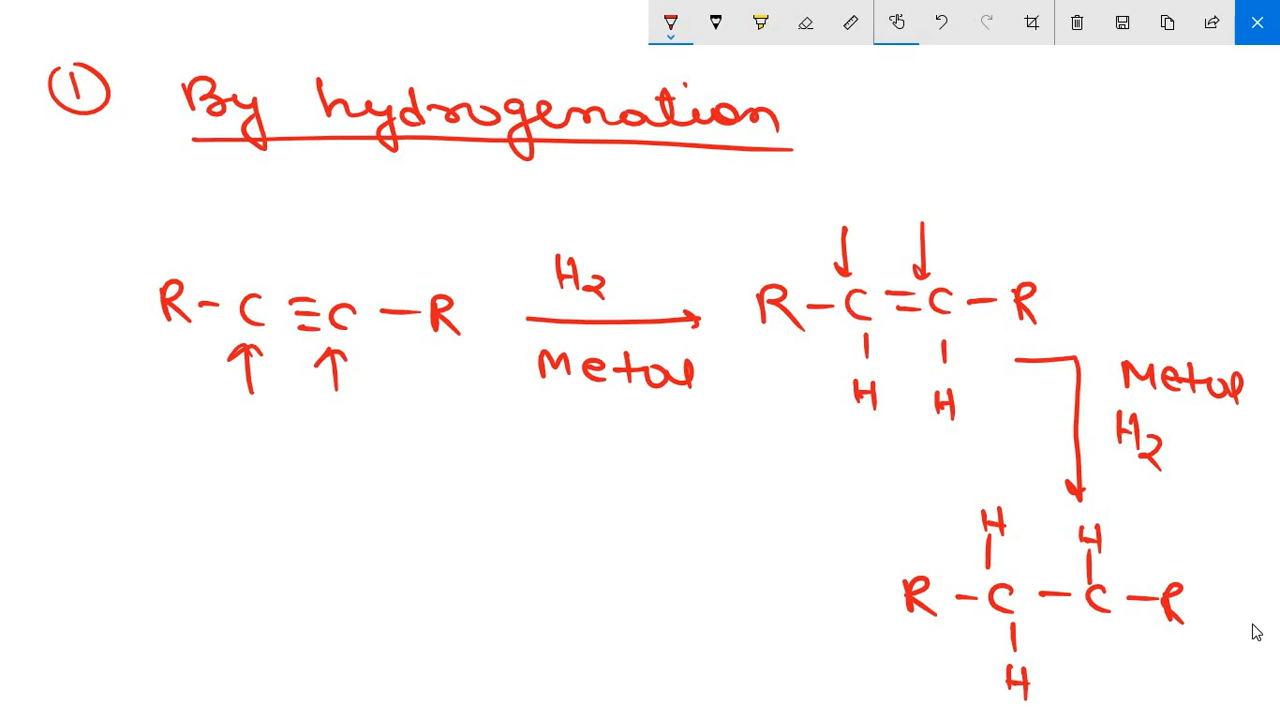 ① By hydrogenation
R - C ≡ C - R
H2
Metal
R - C = C - R
H H
Metal
H2
H H
R - C - C - R
H